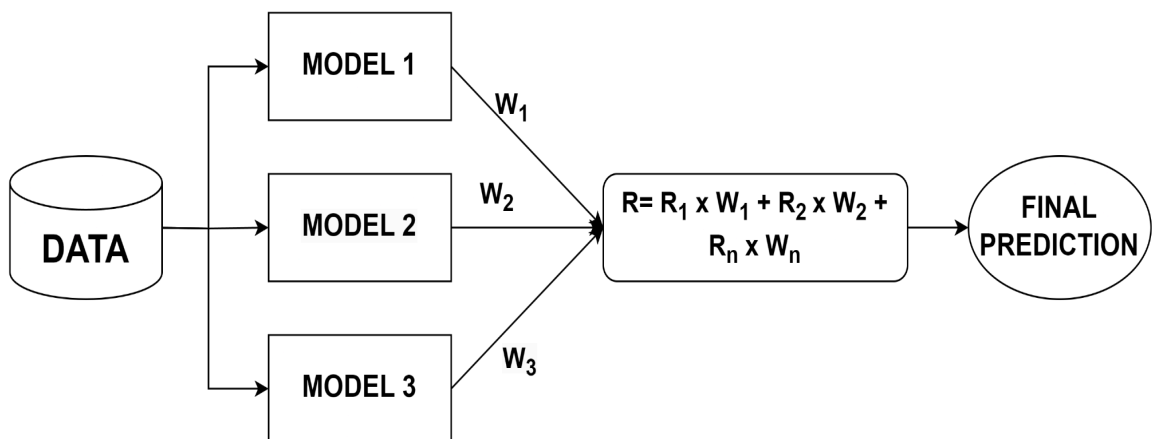 MODEL 1
W₁
DATA
MODEL 2
W₂
R= R₁ x W₁ + R₂ x W₂ +
Rₙ x Wₙ
FINAL
PREDICTION
MODEL 3
W₃